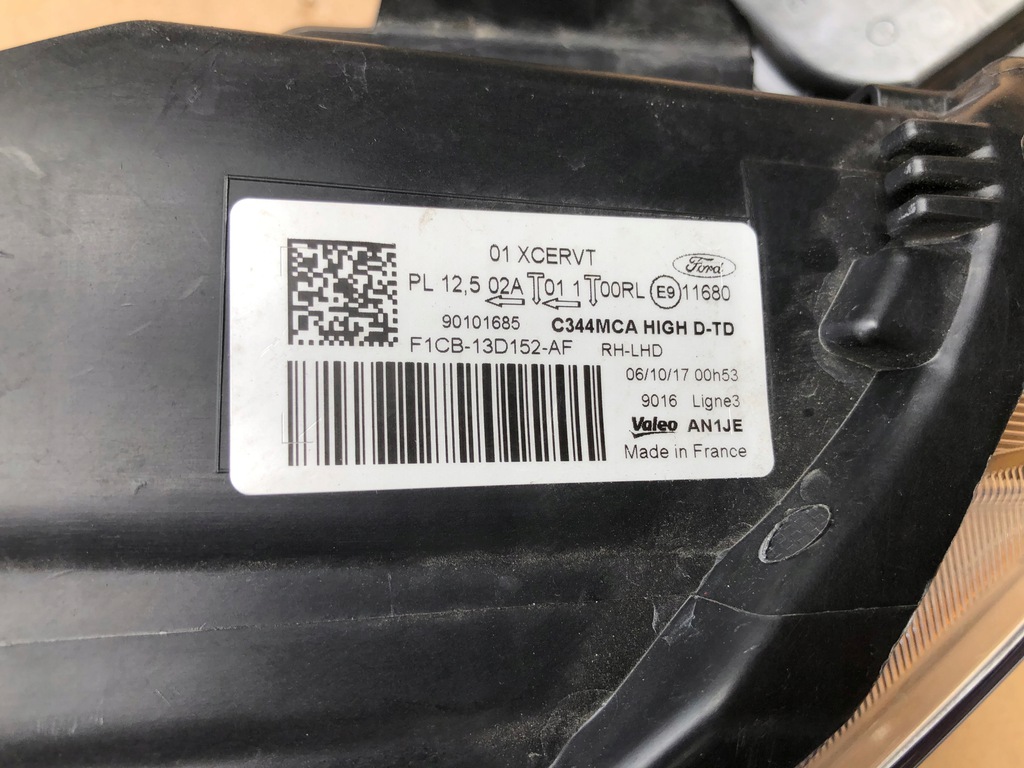 01 XCERVT
Ford
PL 12,5 02A 01 1 00RL E9 11680
90101685 C344MCA HIGH D-TD
F1CB-13D152-AF RH-LHD
06/10/17 00h53
9016 Ligne3
Valeo AN1JE
Made in France